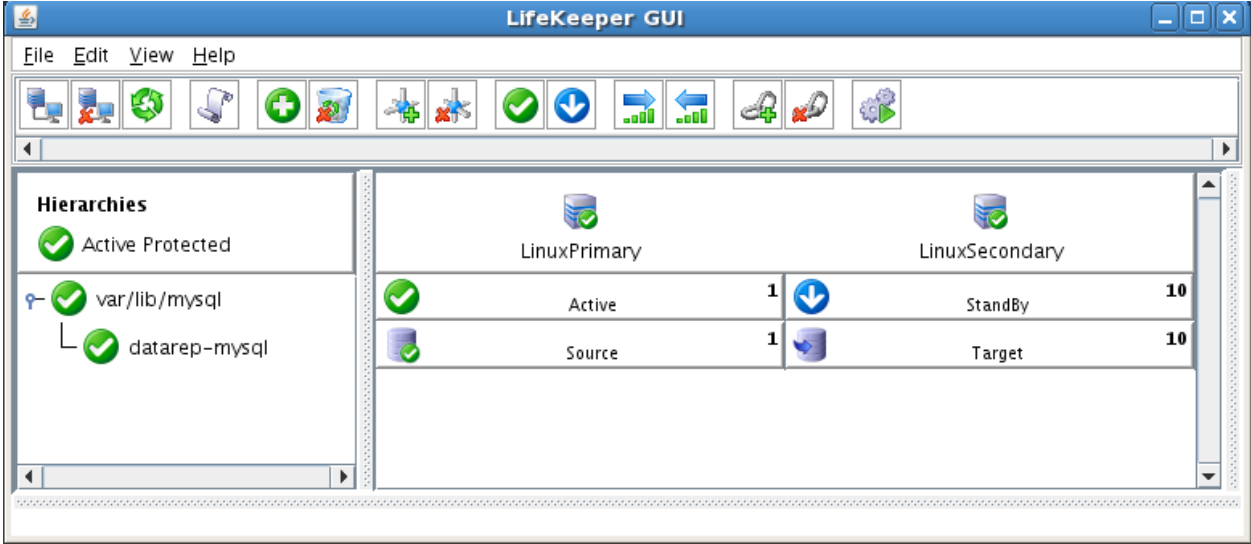 LifeKeeper GUI
File Edit View Help
Hierarchies
Active Protected
LinuxPrimary
LinuxSecondary
var/lib/mysql
Active 1
StandBy 10
datarep-mysql
Source 1
Target 10